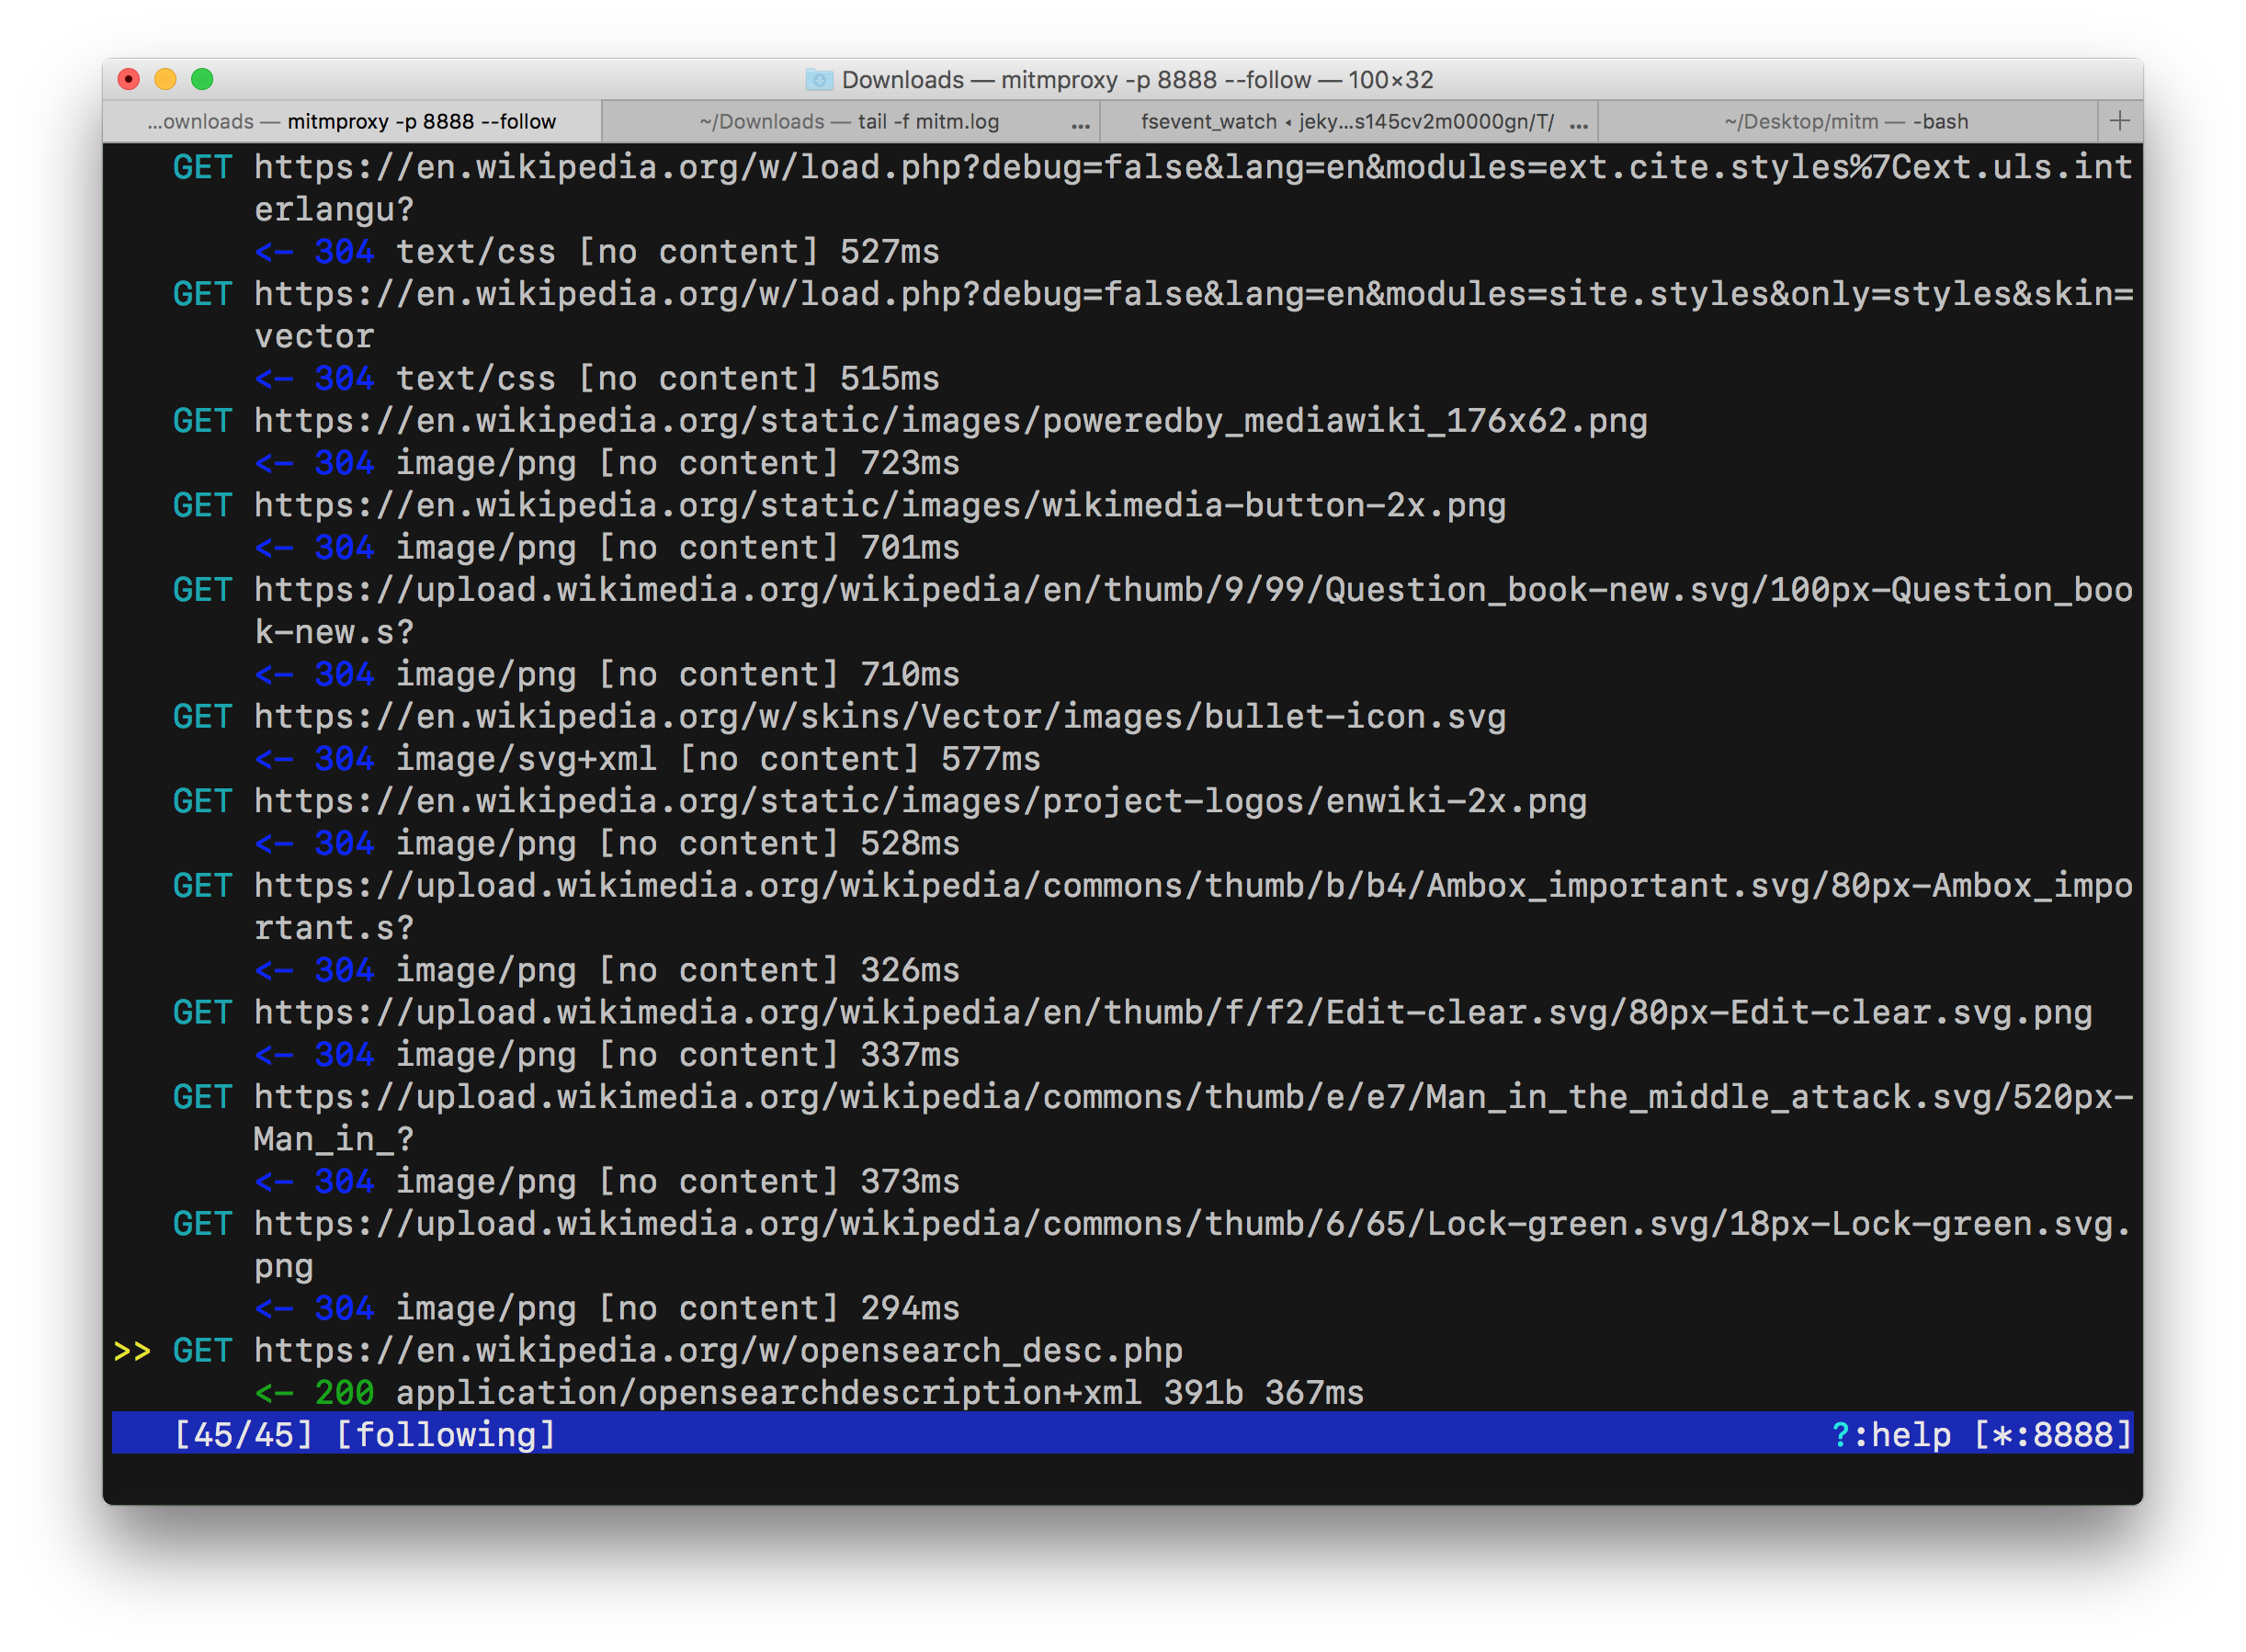 Downloads — mitmproxy -p 8888 --follow — 100×32
...ownloads — mitmproxy -p 8888 --follow ~/Downloads — tail -f mitm.log ... fsevent_watch ◂ jeky...s145cv2m0000gn/T/ ... ~/Desktop/mitm — -bash +
GET https://en.wikipedia.org/w/load.php?debug=false&lang=en&modules=ext.cite.styles%7Cext.uls.int
erlangu?
<- 304 text/css [no content] 527ms
GET https://en.wikipedia.org/w/load.php?debug=false&lang=en&modules=site.styles&only=styles&skin=
vector
<- 304 text/css [no content] 515ms
GET https://en.wikipedia.org/static/images/poweredby_mediawiki_176x62.png
<- 304 image/png [no content] 723ms
GET https://en.wikipedia.org/static/images/wikimedia-button-2x.png
<- 304 image/png [no content] 701ms
GET https://upload.wikimedia.org/wikipedia/en/thumb/9/99/Question_book-new.svg/100px-Question_boo
k-new.s?
<- 304 image/png [no content] 710ms
GET https://en.wikipedia.org/w/skins/Vector/images/bullet-icon.svg
<- 304 image/svg+xml [no content] 577ms
GET https://en.wikipedia.org/static/images/project-logos/enwiki-2x.png
<- 304 image/png [no content] 528ms
GET https://upload.wikimedia.org/wikipedia/commons/thumb/b/b4/Ambox_important.svg/80px-Ambox_impo
rtant.s?
<- 304 image/png [no content] 326ms
GET https://upload.wikimedia.org/wikipedia/en/thumb/f/f2/Edit-clear.svg/80px-Edit-clear.svg.png
<- 304 image/png [no content] 337ms
GET https://upload.wikimedia.org/wikipedia/commons/thumb/e/e7/Man_in_the_middle_attack.svg/520px-
Man_in_?
<- 304 image/png [no content] 373ms
GET https://upload.wikimedia.org/wikipedia/commons/thumb/6/65/Lock-green.svg/18px-Lock-green.svg.
png
<- 304 image/png [no content] 294ms
>> GET https://en.wikipedia.org/w/opensearch_desc.php
<- 200 application/opensearchdescription+xml 391b 367ms
[45/45] [following] ?:help [*:8888]